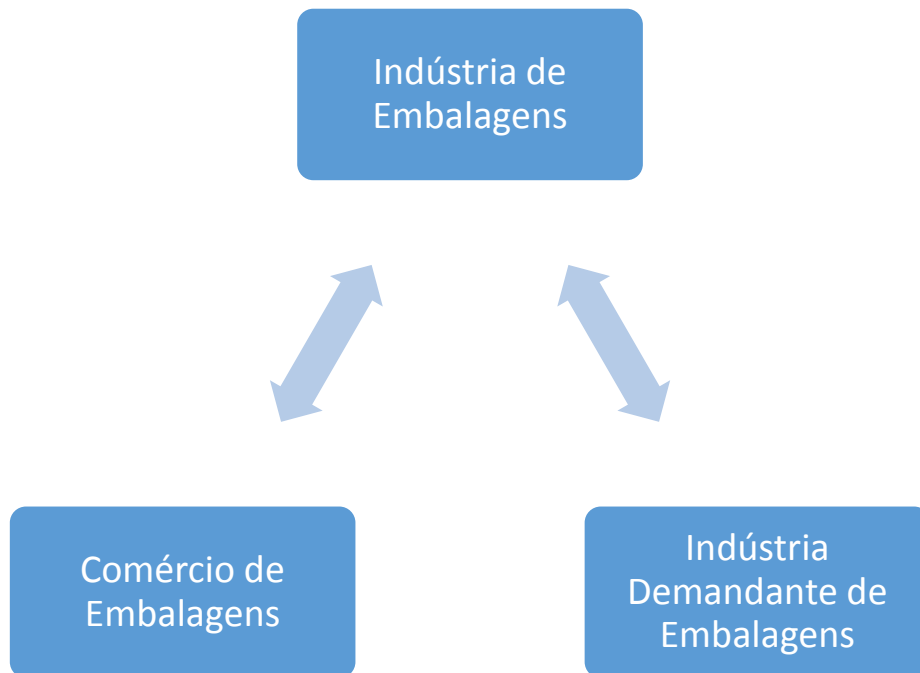 Indústria de
Embalagens
Comércio de
Embalagens
Indústria
Demandante de
Embalagens